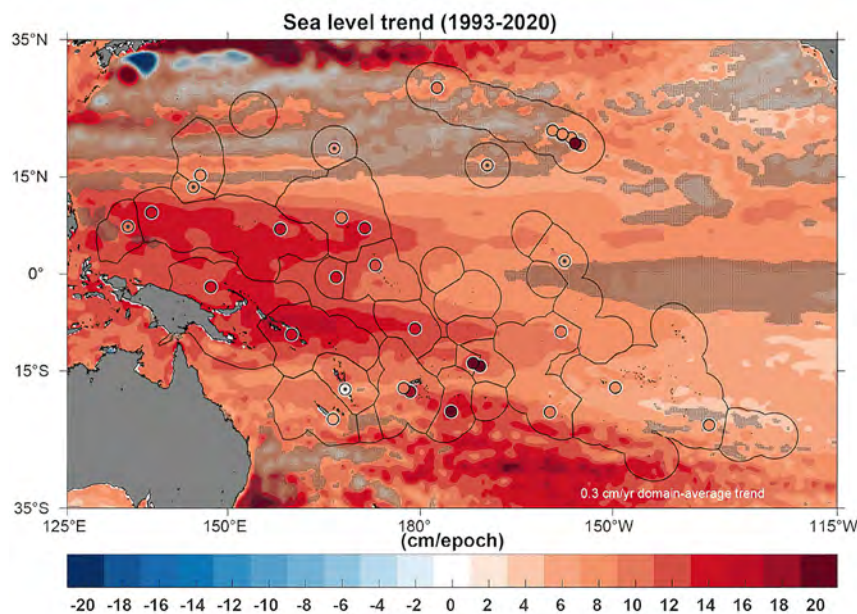 Sea level trend (1993-2020)
35°N
15°N
0°
15°S
35°S
0.3 cm/yr domain-average trend
125°E 150°E 180°E 150°W 115°W
(cm/epoch)
-20 -18 -16 -14 -12 -10 -8 -6 -4 -2 0 2 4 6 8 10 12 14 16 18 20